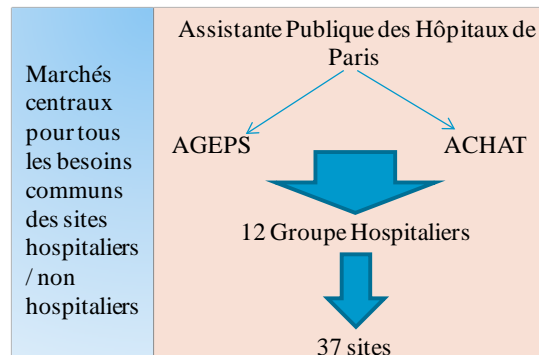 Marchés
centraux
pour tous
les besoins
communs
des sites
hospitaliers
/ non
hospitaliers
Assistante Publique des Hôpitaux de
Paris
AGEPS
ACHAT
12 Groupe Hospitaliers
37 sites